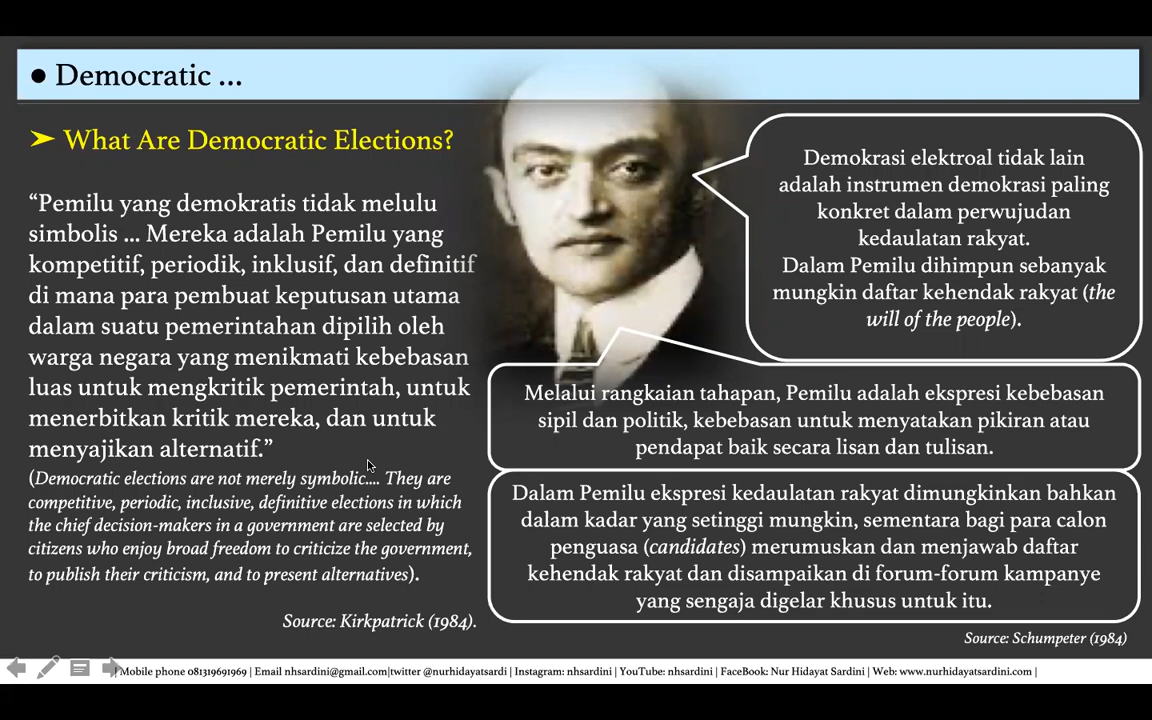 ● Democratic ...
➤ What Are Democratic Elections?
“Pemilu yang demokratis tidak melulu
simbolis ... Mereka adalah Pemilu yang
kompetitif, periodik, inklusif, dan definitif
di mana para pembuat keputusan utama
dalam suatu pemerintahan dipilih oleh
warga negara yang menikmati kebebasan
luas untuk mengkritik pemerintah, untuk
menerbitkan kritik mereka, dan untuk
menyajikan alternatif.”
(Democratic elections are not merely symbolic.... They are
competitive, periodic, inclusive, definitive elections in which
the chief decision-makers in a government are selected by
citizens who enjoy broad freedom to criticize the government,
to publish their criticism, and to present alternatives).
Source: Kirkpatrick (1984).
Demokrasi elektroal tidak lain
adalah instrumen demokrasi paling
konkret dalam perwujudan
kedaulatan rakyat.
Dalam Pemilu dihimpun sebanyak
mungkin daftar kehendak rakyat (the
will of the people).
Melalui rangkaian tahapan, Pemilu adalah ekspresi kebebasan
sipil dan politik, kebebasan untuk menyatakan pikiran atau
pendapat baik secara lisan dan tulisan.
Dalam Pemilu ekspresi kedaulatan rakyat dimungkinkan bahkan
dalam kadar yang setinggi mungkin, sementara bagi para calon
penguasa (candidates) merumuskan dan menjawab daftar
kehendak rakyat dan disampaikan di forum-forum kampanye
yang sengaja digelar khusus untuk itu.
Source: Schumpeter (1984)
| Mobile phone 081319691969 | Email nhsardini@gmail.com|twitter @nurhidayatsardi | Instagram: nhsardini | YouTube: nhsardini | FaceBook: Nur Hidayat Sardini | Web: www.nurhidayatsardini.com |